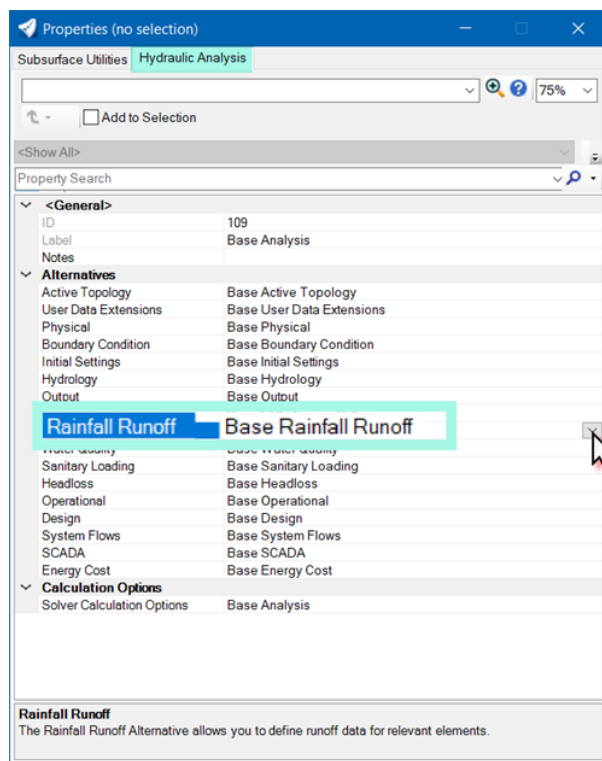 Properties (no selection)
Subsurface Utilities Hydraulic Analysis
75%
Add to Selection
<Show All>
Property Search
<General>
ID 109
Label Base Analysis
Notes
Alternatives
Active Topology Base Active Topology
User Data Extensions Base User Data Extensions
Physical Base Physical
Boundary Condition Base Boundary Condition
Initial Settings Base Initial Settings
Hydrology Base Hydrology
Output Base Output
Rainfall Runoff Base Rainfall Runoff
Water Quality Base Water Quality
Sanitary Loading Base Sanitary Loading
Headloss Base Headloss
Operational Base Operational
Design Base Design
System Flows Base System Flows
SCADA Base SCADA
Energy Cost Base Energy Cost
Calculation Options
Solver Calculation Options Base Analysis
Rainfall Runoff
The Rainfall Runoff Alternative allows you to define runoff data for relevant elements.